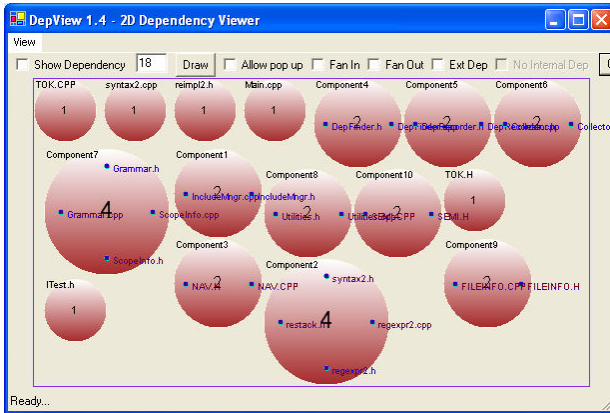 DepView 1.4 - 2D Dependency Viewer
View
Show Dependency 18 Draw Allow pop up Fan In Fan Out Ext Dep No Internal Dep
TOK.CPP syntax2.cpp reimpl2.h Main.cpp Component4 Component5 Component6
1 1 1 1 2 2 2
DepFinder.h
Component7 Component1 Component8 Component10 TOK.H
Grammar.h
4 2 2 2 1
IncludeMngr.cpp IncludeMngr.h
Grammar.cpp ScopeInfo.cpp Utilities.h SEMI.CPP SEMI.H
Component3 Component2 Component9
ScopeInfo.h
syntax2.h
ITest.h NAV.H NAV.CPP FILEINFO.CPP FILEINFO.H
2 2
1 4
restack.h regexpr2.cpp
regexpr2.h
Ready...